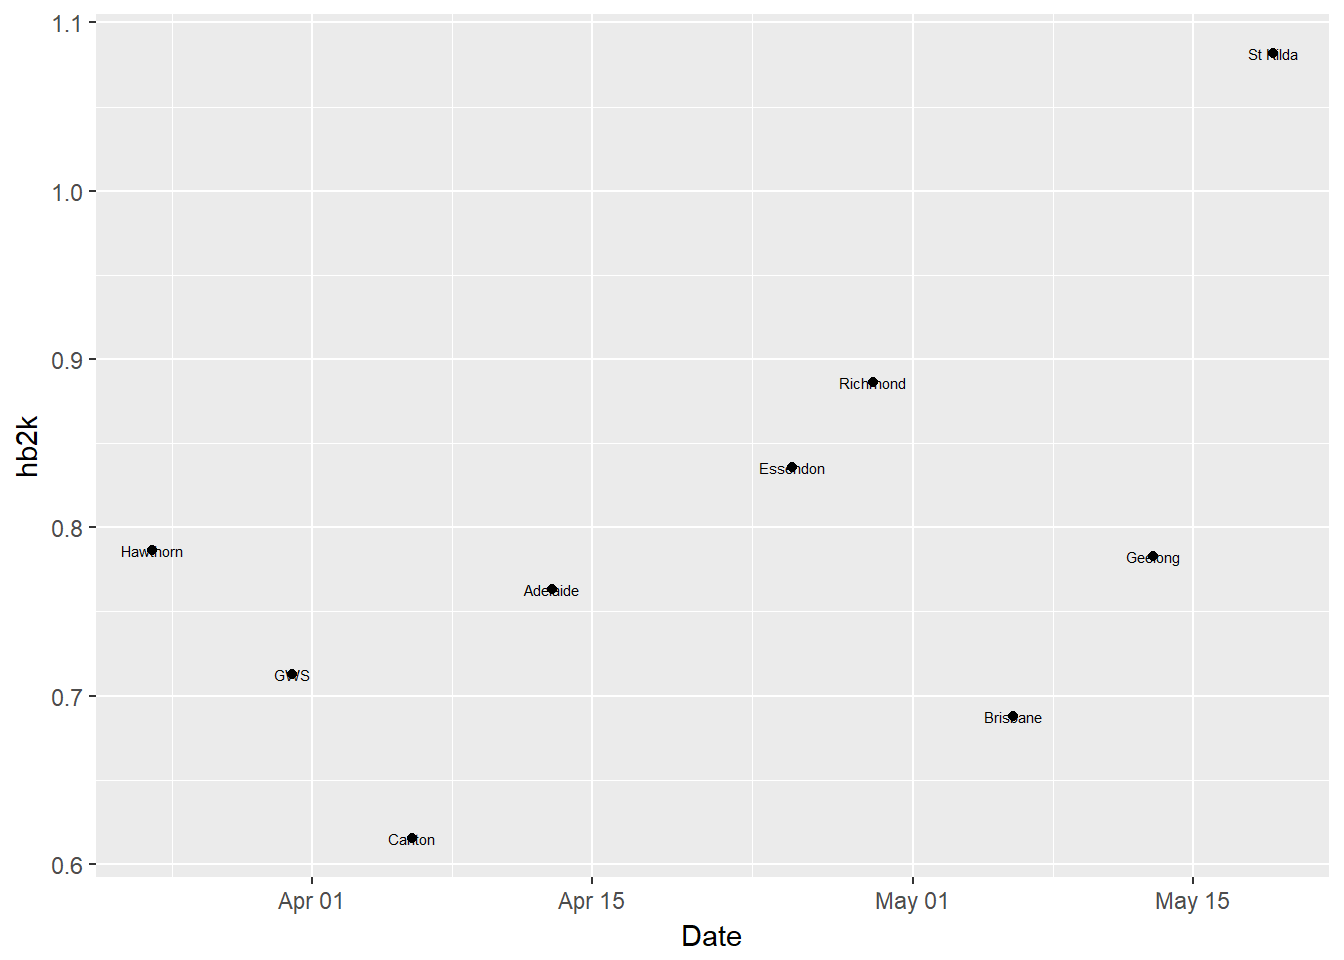 1.1
St Kilda
1.0
0.9
Richmond
Essendon
0.8
Hawthorn
Geelong
Adelaide
0.7
GWS
Brisbane
Carlton
0.6
Apr 01
Apr 15
May 01
May 15
Date
hb2k